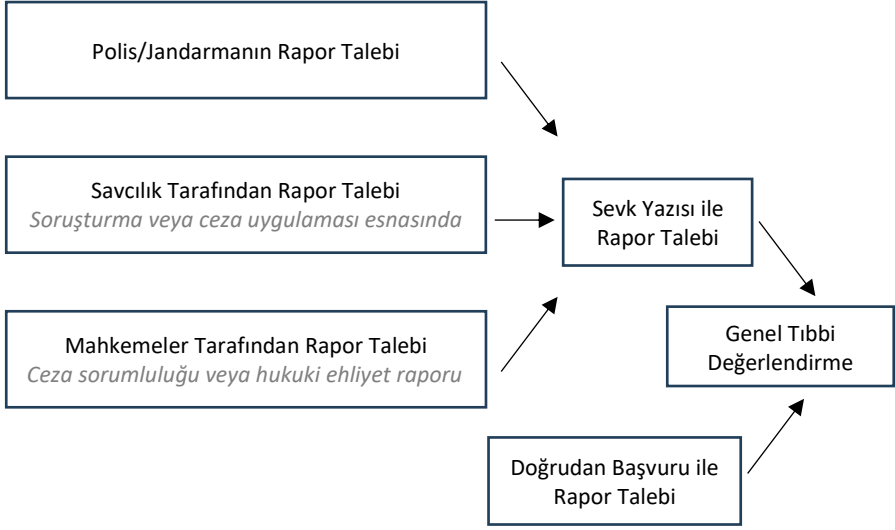 Polis/Jandarmanın Rapor Talebi
Savcılık Tarafından Rapor Talebi
Soruşturma veya ceza uygulaması esnasında
Mahkemeler Tarafından Rapor Talebi
Ceza sorumluluğu veya hukuki ehliyet raporu
Sevk Yazısı ile
Rapor Talebi
Genel Tıbbi
Değerlendirme
Doğrudan Başvuru ile
Rapor Talebi